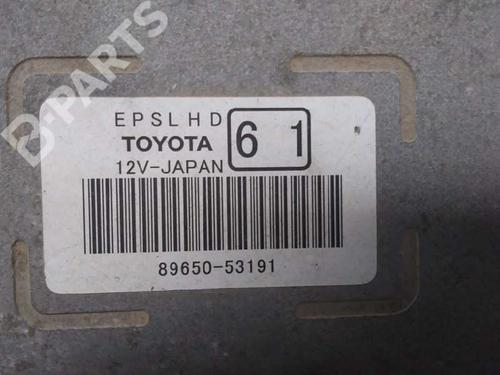 B-PARTS
EPSLHD
TOYOTA
61
12V-JAPAN
89650-53191